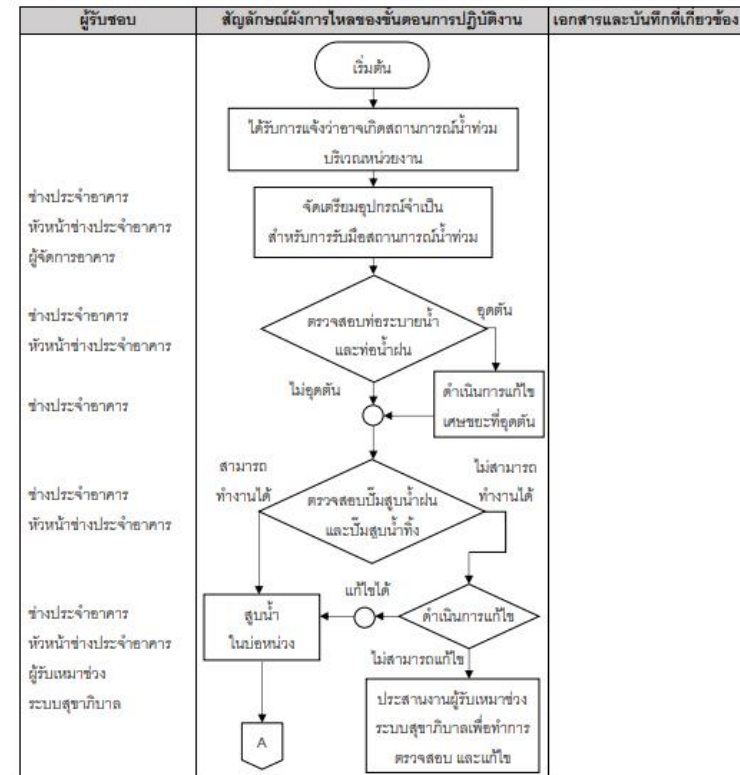 ผู้รับชอบ
สัญลักษณ์ผังการไหลของขั้นตอนการปฏิบัติงาน
เอกสารและบันทึกที่เกี่ยวข้อง
เริ่มต้น
ได้รับการแจ้งว่าอาจเกิดสถานการณ์น้ำท่วม
บริเวณหน่วยงาน
ช่างประจำอาคาร
หัวหน้าช่างประจำอาคาร
ผู้จัดการอาคาร
จัดเตรียมอุปกรณ์จำเป็น
สำหรับการรับมือสถานการณ์น้ำท่วม
ช่างประจำอาคาร
หัวหน้าช่างประจำอาคาร
ตรวจสอบท่อระบายน้ำ
และท่อน้ำฝน
อุดตัน
ไม่อุดตัน
ช่างประจำอาคาร
ดำเนินการแก้ไข
เศษขยะที่อุดตัน
สามารถ
ทำงานได้
ไม่สามารถ
ทำงานได้
ช่างประจำอาคาร
หัวหน้าช่างประจำอาคาร
ตรวจสอบปั๊มสูบน้ำฝน
และปั๊มสูบน้ำทิ้ง
ช่างประจำอาคาร
หัวหน้าช่างประจำอาคาร
ผู้รับเหมาช่วง
ระบบสุขาภิบาล
สูบน้ำ
ในบ่อหน่วง
แก้ไขได้
ดำเนินการแก้ไข
ไม่สามารถแก้ไข
ประสานงานผู้รับเหมาช่วง
ระบบสุขาภิบาลเพื่อทำการ
ตรวจสอบ และแก้ไข
A